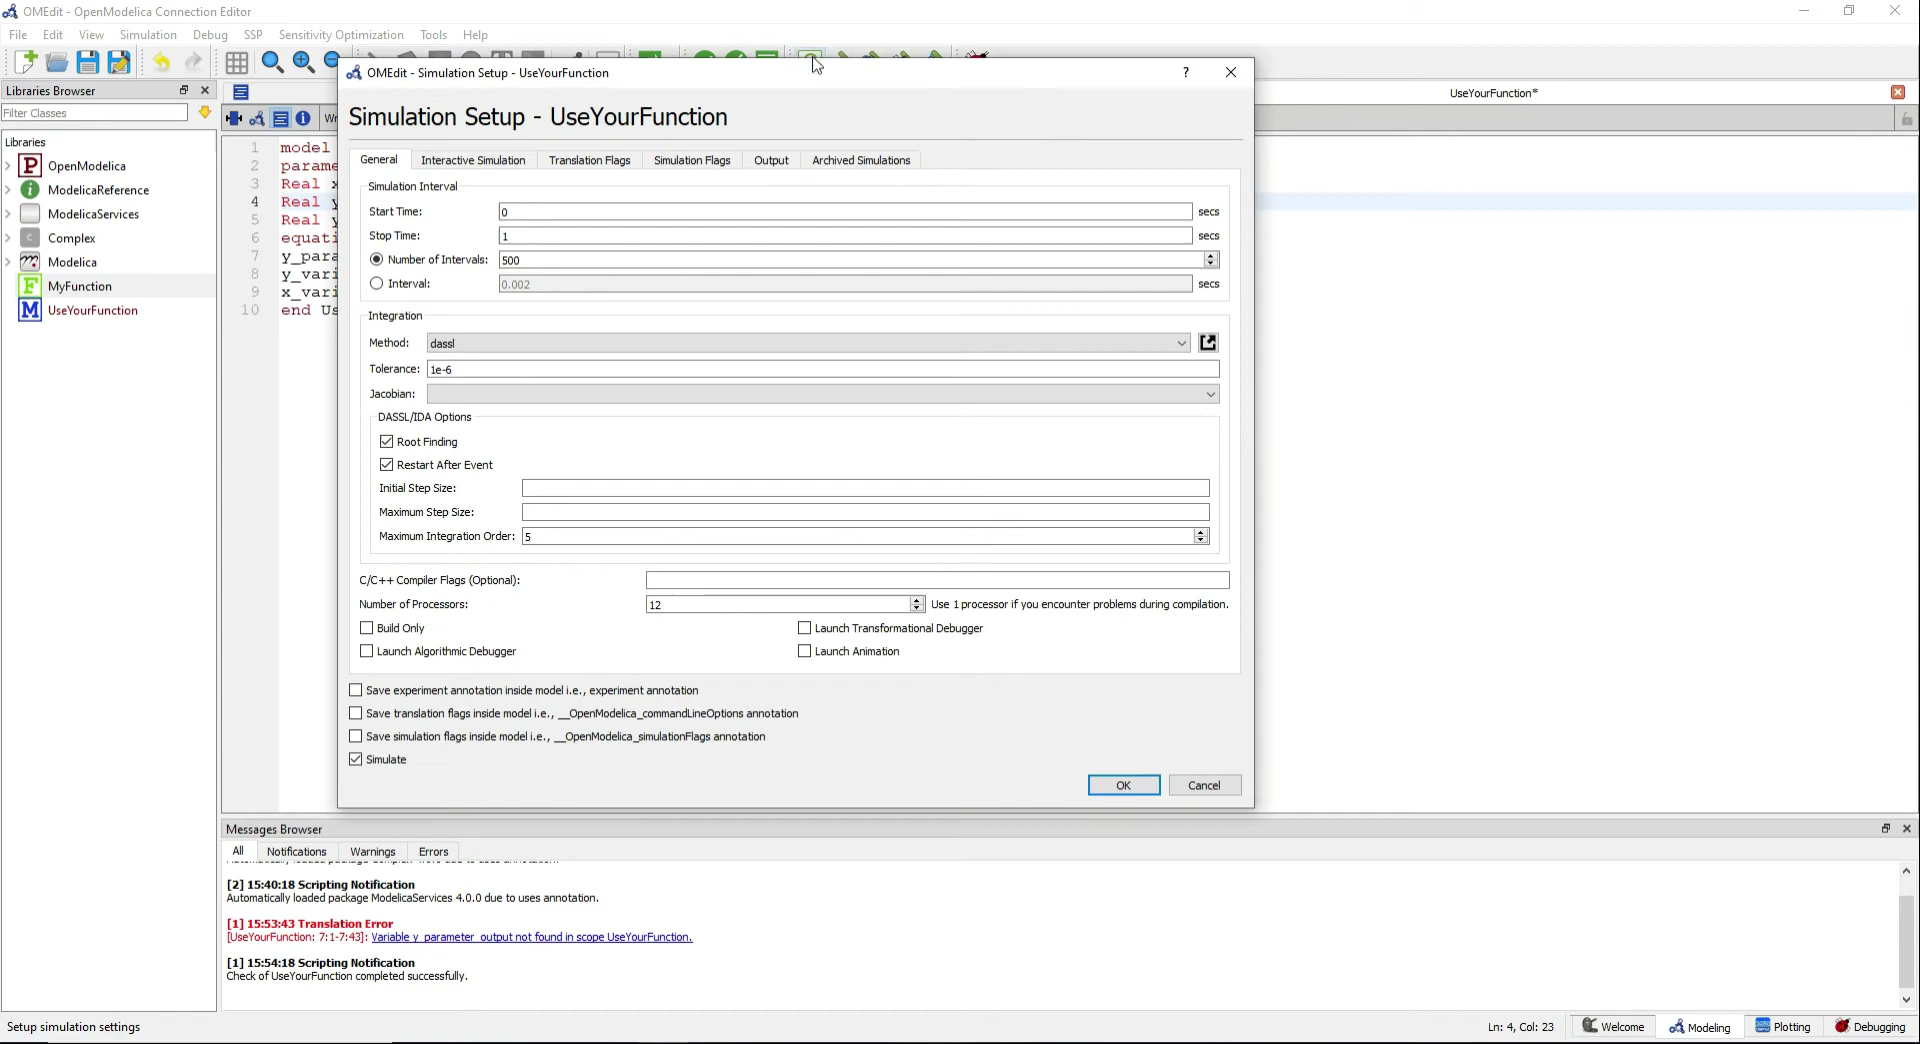 OMEdit - OpenModelica Connection Editor
File Edit View Simulation Debug SSP Sensitivity Optimization Tools Help
Libraries Browser
Filter Classes
Libraries
OpenModelica
ModelicaReference
ModelicaServices
Complex
Modelica
MyFunction
UseYourFunction
UseYourFunction*
1 model
2 parame
3 Real x
4 Real y
5 Real y
6 equati
7 y_para
8 y_vari
9 x_vari
10 end Us
OMEdit - Simulation Setup - UseYourFunction
Simulation Setup - UseYourFunction
General Interactive Simulation Translation Flags Simulation Flags Output Archived Simulations
Simulation Interval
Start Time: 0 secs
Stop Time: 1 secs
Number of Intervals: 500
Interval: 0.002 secs
Integration
Method: dassl
Tolerance: 1e-6
Jacobian:
DASSL/IDA Options
Root Finding
Restart After Event
Initial Step Size:
Maximum Step Size:
Maximum Integration Order: 5
C/C++ Compiler Flags (Optional):
Number of Processors: 12 Use 1 processor if you encounter problems during compilation.
Build Only Launch Transformational Debugger
Launch Algorithmic Debugger Launch Animation
Save experiment annotation inside model i.e., experiment annotation
Save translation flags inside model i.e., __OpenModelica_commandLineOptions annotation
Save simulation flags inside model i.e., __OpenModelica_simulationFlags annotation
Simulate
OK Cancel
Messages Browser
All Notifications Warnings Errors
[2] 15:40:18 Scripting Notification
Automatically loaded package ModelicaServices 4.0.0 due to uses annotation.
[1] 15:53:43 Translation Error
[UseYourFunction: 7:1-7:43]: Variable y_parameter_output not found in scope UseYourFunction.
[1] 15:54:18 Scripting Notification
Check of UseYourFunction completed successfully.
Setup simulation settings
Ln: 4, Col: 23 Welcome Modeling Plotting Debugging